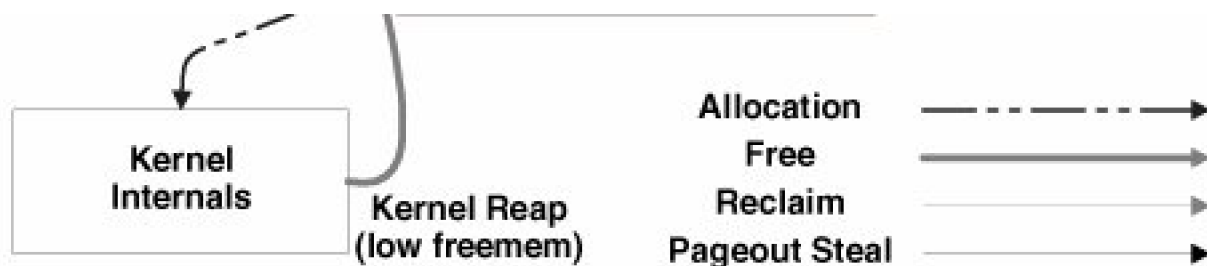 Kernel
Internals
Kernel Reap
(low freemem)
Allocation
Free
Reclaim
Pageout Steal